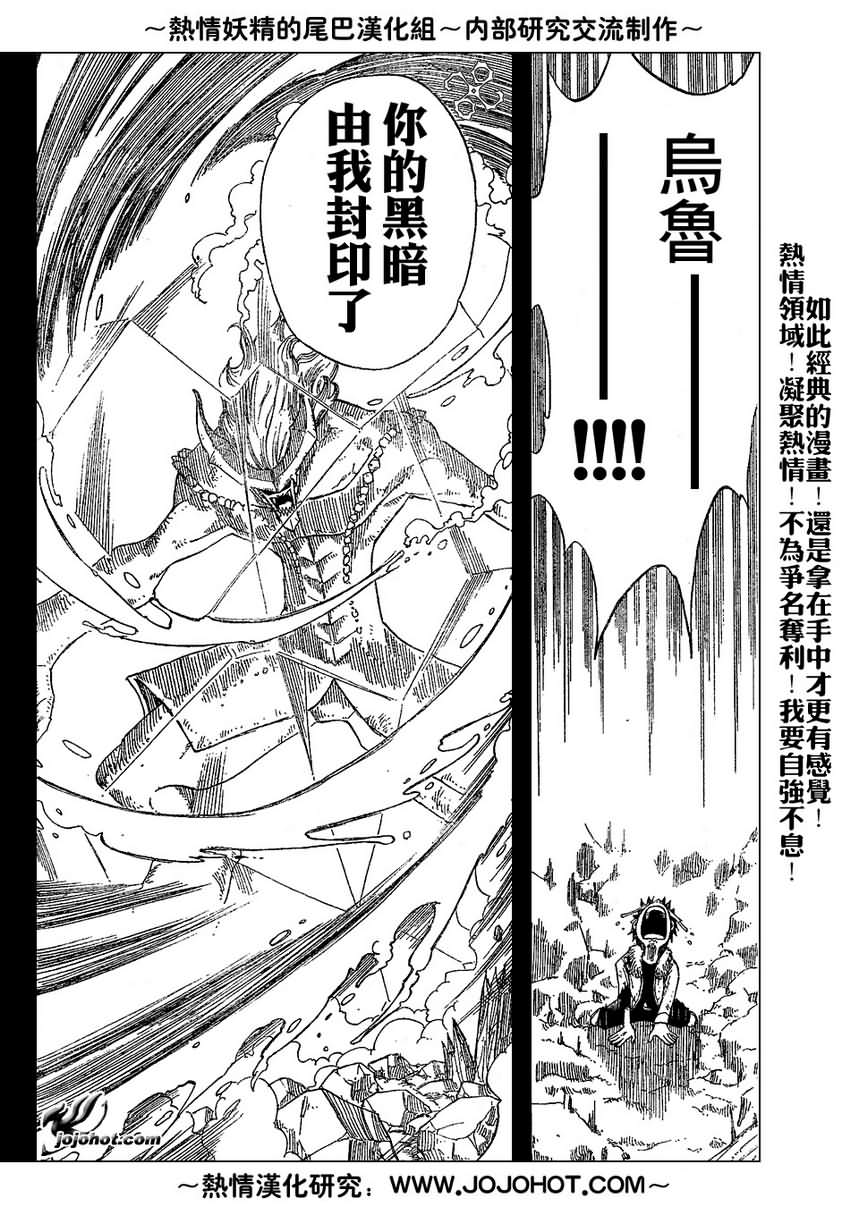 ～熱情妖精的尾巴漢化組～內部研究交流制作～
烏魯——
——!!!!
你的黑暗
由我封印了
如此經典的漫畫！還是拿在手中才更有感覺！
熱情領域！凝聚熱情！不為爭名奪利！我要自強不息！
jojohot.com
～熱情漢化研究：WWW.JOJOHOT.COM～